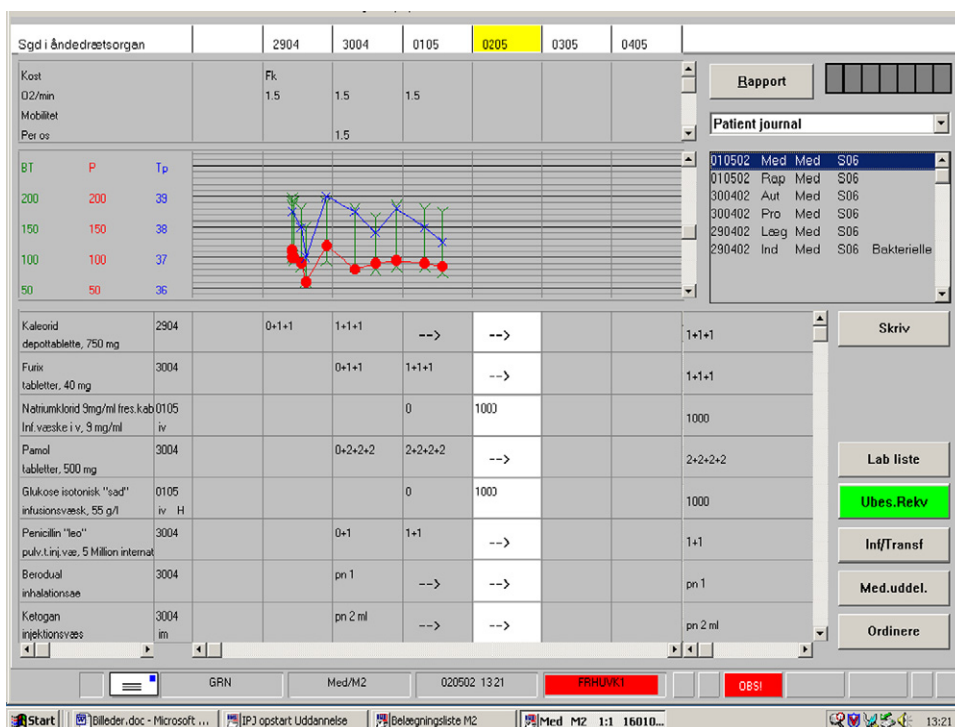 Sgd i åndedrætsorgan 2904 3004 0105 0205 0305 0405
Kost Fk
O2/min 1.5 1.5 1.5
Mobilitet
Per os 1.5
Rapport
Patient journal
BT P Tp
200 200 39
150 150 38
100 100 37
50 50 36
010502 Med Med S06
010502 Rap Med S06
300402 Aut Med S06
300402 Pro Med S06
290402 Læg Med S06
290402 Ind Med S06 Bakterielle
Kaleorid 2904 0+1+1 1+1+1 --> --> 1+1+1
depottablette, 750 mg
Furix 3004 0+1+1 1+1+1 --> 1+1+1
tabletter, 40 mg
Natriumklorid 9mg/ml fres.kab 0105 0 1000 1000
Inf.væske i v, 9 mg/ml iv
Pamol 3004 0+2+2+2 2+2+2+2 --> 2+2+2+2
tabletter, 500 mg
Glukose isotonisk "sad" 0105 0 1000 1000
infusionsvæsk, 55 g/l iv H
Penicillin "leo" 3004 0+1 1+1 --> 1+1
pulv.t.inj.væ, 5 Million internat
Berodual 3004 pn 1 --> --> pn 1
inhalationsae
Ketogan 3004 pn 2 ml --> --> pn 2 ml
injektionsvæs im
Skriv
Lab liste
Ubes.Rekv
Inf/Transf
Med.uddel.
Ordinere
GRN Med/M2 020502 1321 FRHUVK1 OBS!
Start Billeder.doc - Microsoft ... IPJ opstart Uddannelse Belægningsliste M2 Med M2 1:1 16010... 13:21